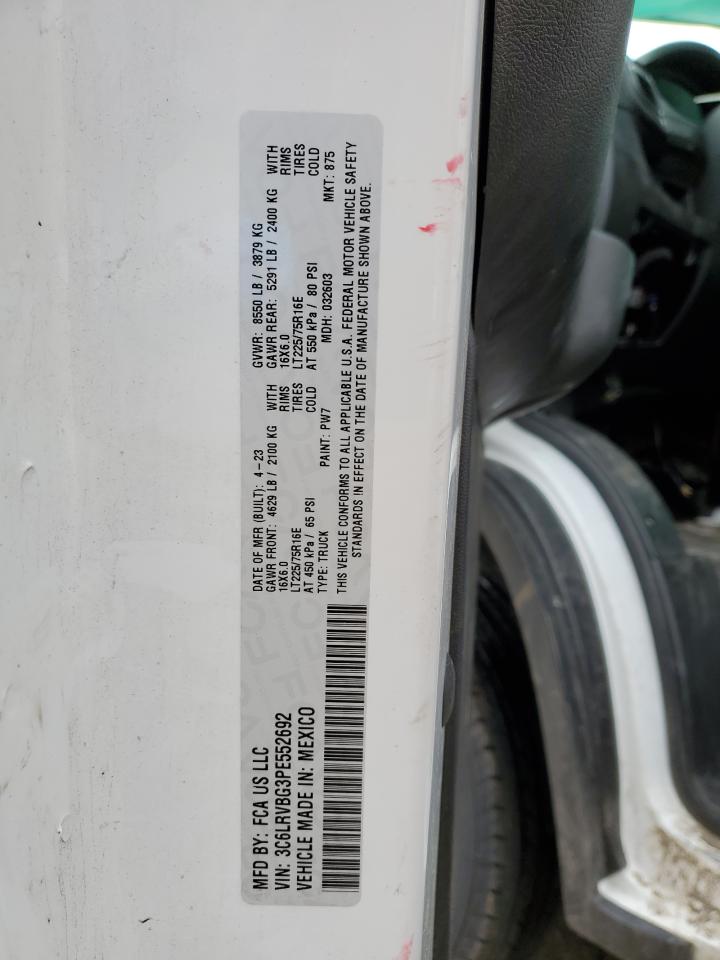 MFD BY: FCA US LLC
VIN: 3C6LRVBG3PE552692
VEHICLE MADE IN: MEXICO
DATE OF MFR (BUILT): 4-23
GAWR FRONT: 4629 LB / 2100 KG WITH
16X6.0 RIMS
LT225/75R16E TIRES
AT 450 kPa / 65 PSI COLD
TYPE: TRUCK PAINT: PW7
GVWR: 8550 LB / 3879 KG
GAWR REAR: 5291 LB / 2400 KG WITH
16X6.0 RIMS
LT225/75R16E TIRES
AT 550 kPa / 80 PSI COLD
MDH: 032603 MKT: 875
THIS VEHICLE CONFORMS TO ALL APPLICABLE U.S.A. FEDERAL MOTOR VEHICLE SAFETY
STANDARDS IN EFFECT ON THE DATE OF MANUFACTURE SHOWN ABOVE.